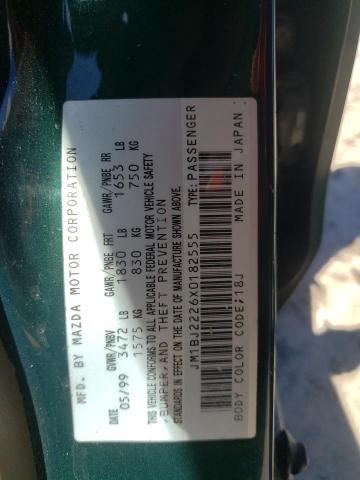 MFD. BY MAZDA MOTOR CORPORATION
DATE GVWR/PNBV GAWR/PNBE FRT GAWR/PNBE RR
05/99 3472 LB 1830 LB 1653 LB
1575 KG 830 KG 750 KG
THIS VEHICLE CONFORMS TO ALL APPLICABLE FEDERAL MOTOR VEHICLE SAFETY
,BUMPER,AND THEFT PREVENTION
STANDARDS IN EFFECT ON THE DATE OF MANUFACTURE SHOWN ABOVE.
JM1BJ2226X0182555 TYPE: PASSENGER
BODY COLOR CODE;18J MADE IN JAPAN